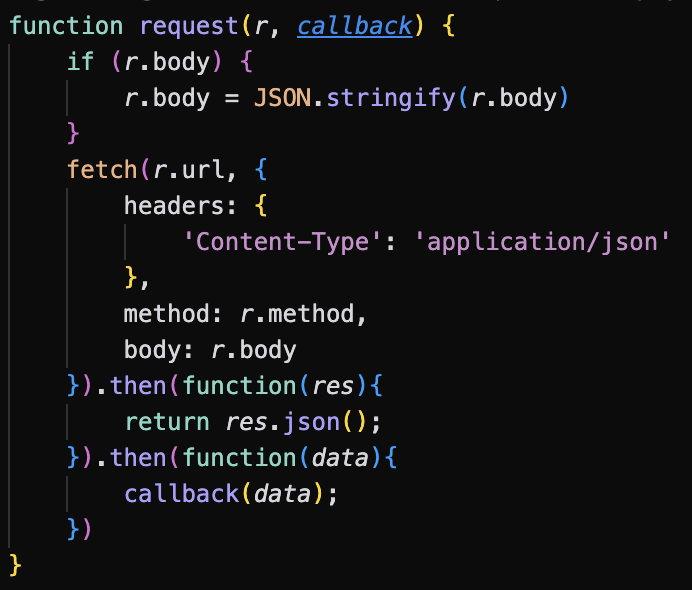 function request(r, callback) {
    if (r.body) {
        r.body = JSON.stringify(r.body)
    }
    fetch(r.url, {
        headers: {
            'Content-Type': 'application/json'
        },
        method: r.method,
        body: r.body
    }).then(function(res){
        return res.json();
    }).then(function(data){
        callback(data);
    })
}